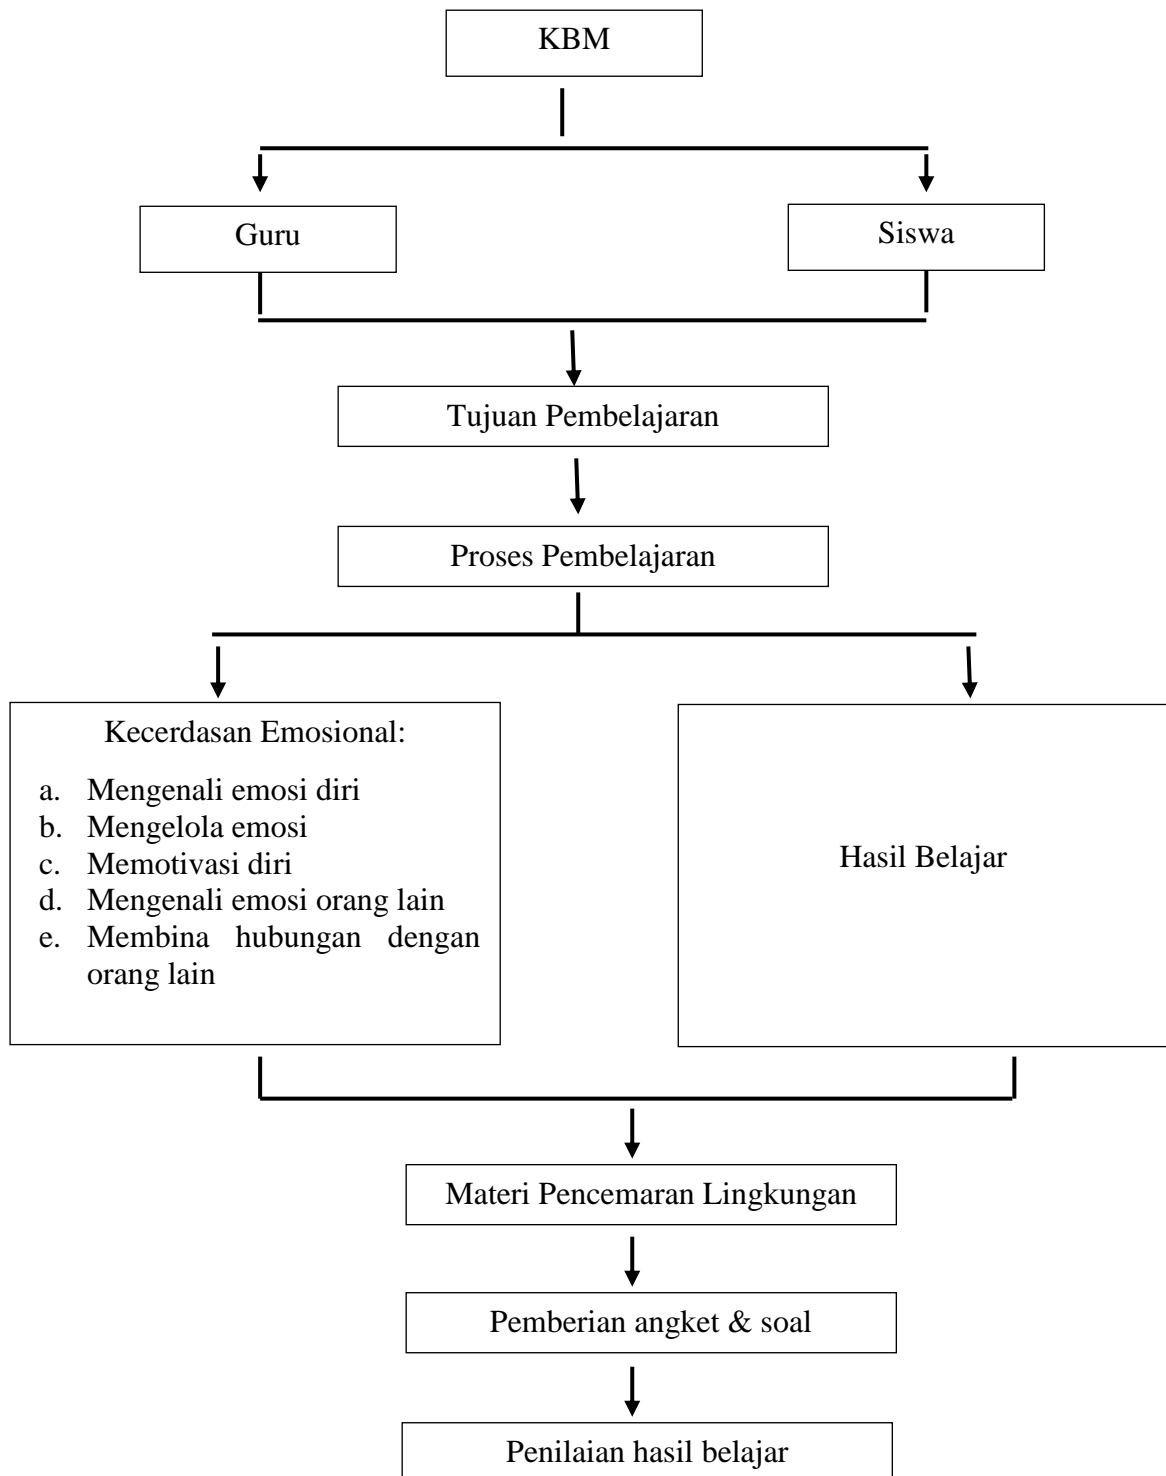 KBM
Guru
Siswa
Tujuan Pembelajaran
Proses Pembelajaran
Kecerdasan Emosional:
a. Mengenali emosi diri
b. Mengelola emosi
c. Memotivasi diri
d. Mengenali emosi orang lain
e. Membina hubungan dengan
orang lain
Hasil Belajar
Materi Pencemaran Lingkungan
Pemberian angket & soal
Penilaian hasil belajar